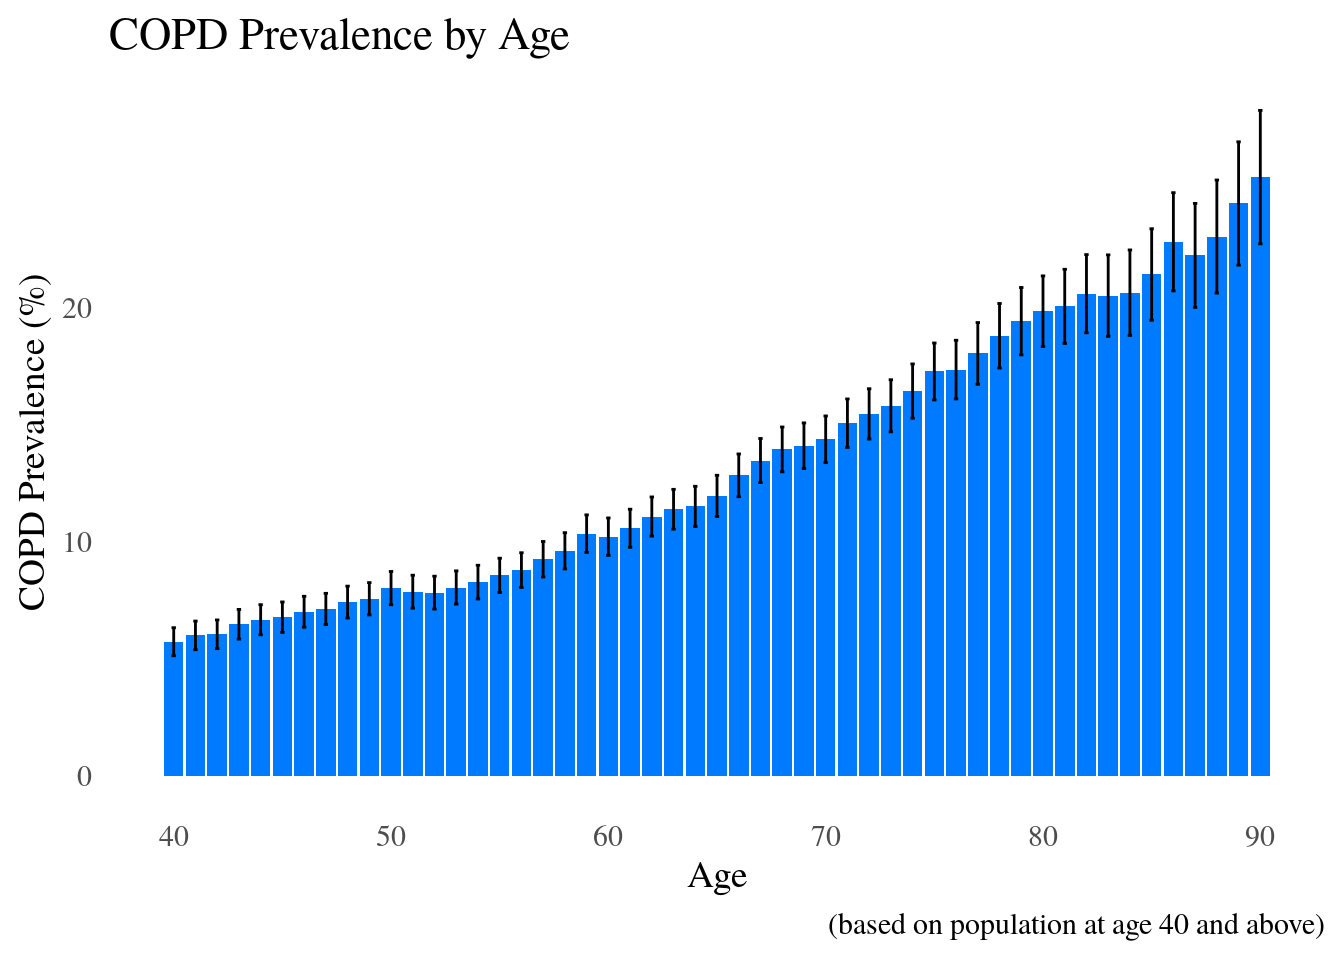 COPD Prevalence by Age
COPD Prevalence (%)
20
10
0
40 50 60 70 80 90
Age
(based on population at age 40 and above)